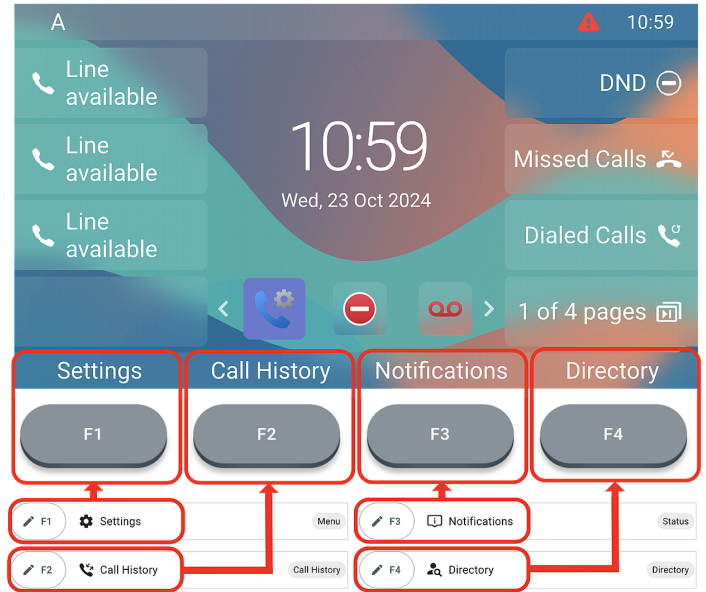 A
10:59
Line
available
DND
Line
available
10:59
Missed Calls
Wed, 23 Oct 2024
Line
available
Dialed Calls
1 of 4 pages
Settings
Call History
Notifications
Directory
F1
F2
F3
F4
F1 Settings Menu
F3 Notifications Status
F2 Call History Call History
F4 Directory Directory